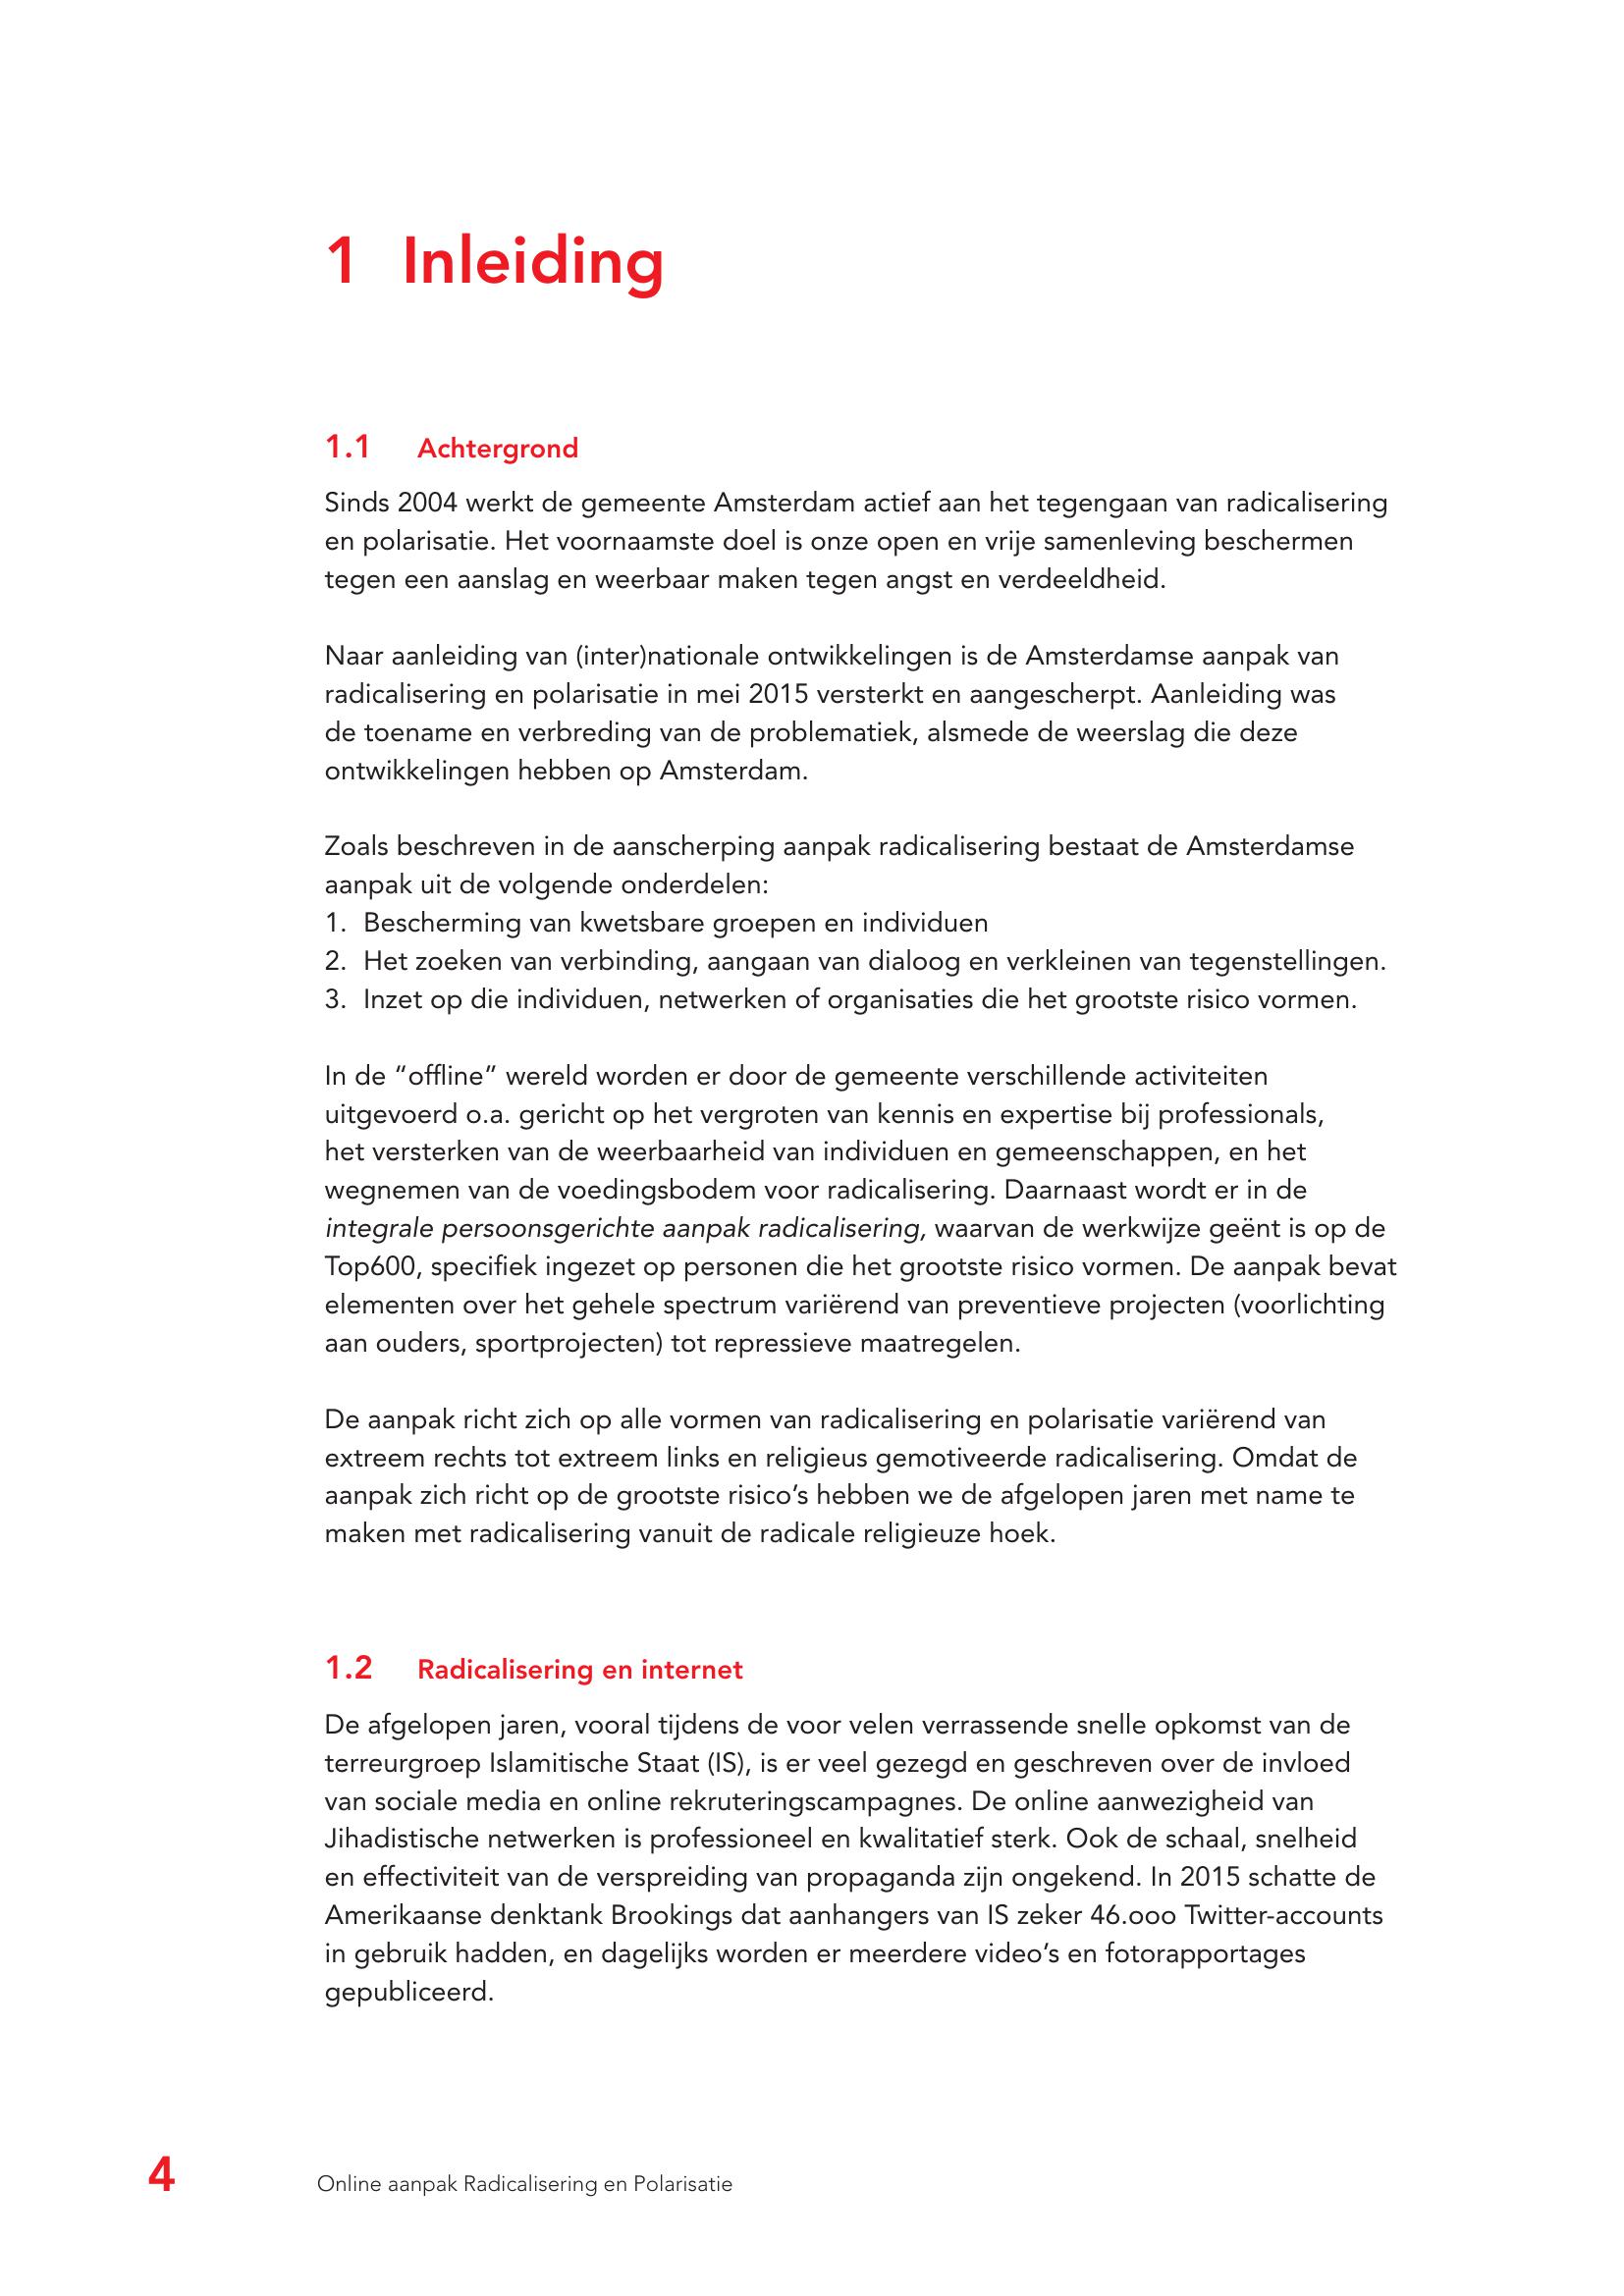 1 Inleiding
1.1 Achtergrond
Sinds 2004 werkt de gemeente Amsterdam actief aan het tegengaan van radicalisering
en polarisatie. Het voornaamste doel is onze open en vrije samenleving beschermen
tegen een aanslag en weerbaar maken tegen angst en verdeeldheid.
Naar aanleiding van (inter)nationale ontwikkelingen is de Amsterdamse aanpak van
radicalisering en polarisatie in mei 2015 versterkt en aangescherpt. Aanleiding was
de toename en verbreding van de problematiek, alsmede de weerslag die deze
ontwikkelingen hebben op Amsterdam.
Zoals beschreven in de aanscherping aanpak radicalisering bestaat de Amsterdamse
aanpak uit de volgende onderdelen:
1. Bescherming van kwetsbare groepen en individuen
2. Het zoeken van verbinding, aangaan van dialoog en verkleinen van tegenstellingen.
3. Inzet op die individuen, netwerken of organisaties die het grootste risico vormen.
In de “offline” wereld worden er door de gemeente verschillende activiteiten
uitgevoerd o.a. gericht op het vergroten van kennis en expertise bij professionals,
het versterken van de weerbaarheid van individuen en gemeenschappen, en het
wegnemen van de voedingsbodem voor radicalisering. Daarnaast wordt er in de
integrale persoonsgerichte aanpak radicalisering, waarvan de werkwijze geënt is op de
Top600, specifiek ingezet op personen die het grootste risico vormen. De aanpak bevat
elementen over het gehele spectrum variërend van preventieve projecten (voorlichting
aan ouders, sportprojecten) tot repressieve maatregelen.
De aanpak richt zich op alle vormen van radicalisering en polarisatie variërend van
extreem rechts tot extreem links en religieus gemotiveerde radicalisering. Omdat de
aanpak zich richt op de grootste risico’s hebben we de afgelopen jaren met name te
maken met radicalisering vanuit de radicale religieuze hoek.
1.2 Radicalisering en internet
De afgelopen jaren, vooral tijdens de voor velen verrassende snelle opkomst van de
terreurgroep Islamitische Staat (IS), is er veel gezegd en geschreven over de invloed
van sociale media en online rekruteringscampagnes. De online aanwezigheid van
Jihadistische netwerken is professioneel en kwalitatief sterk. Ook de schaal, snelheid
en effectiviteit van de verspreiding van propaganda zijn ongekend. In 2015 schatte de
Amerikaanse denktank Brookings dat aanhangers van IS zeker 46.ooo Twitter-accounts
in gebruik hadden, en dagelijks worden er meerdere video’s en fotorapportages
gepubliceerd.
4 Online aanpak Radicalisering en Polarisatie